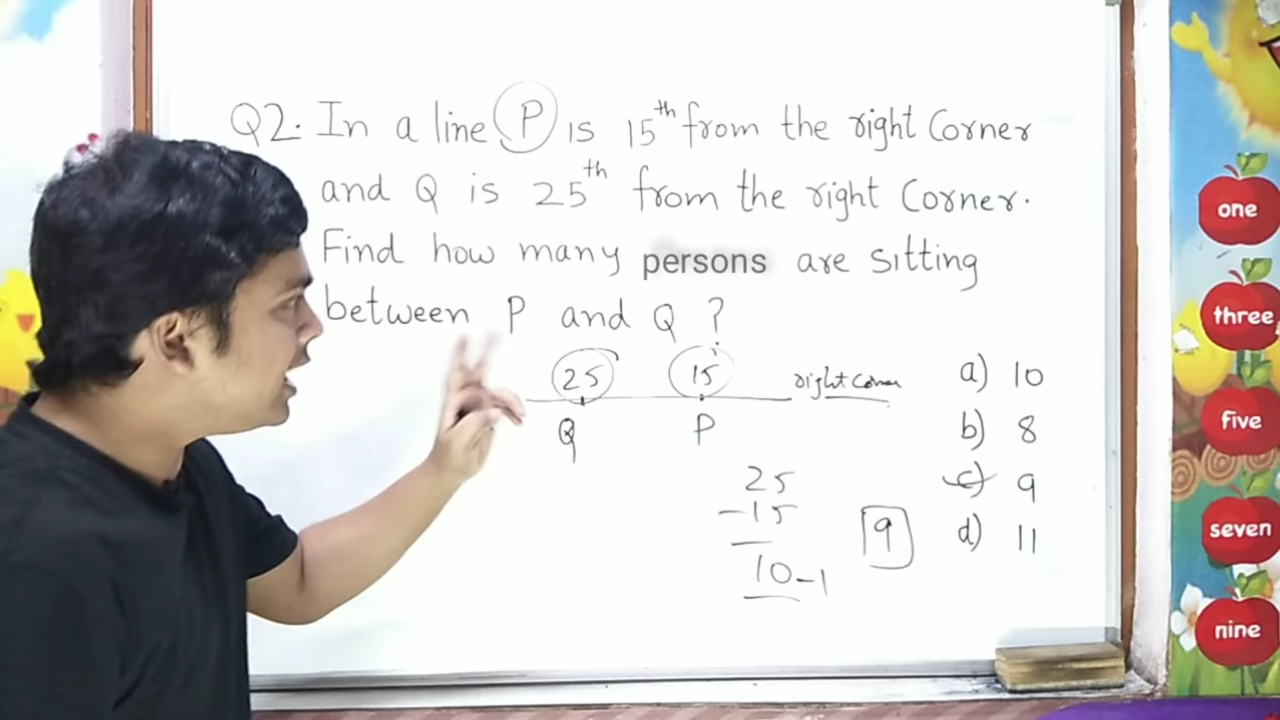 Q2. In a line P is 15th from the right Corner
and Q is 25th from the right Corner.
Find how many persons are sitting
between P and Q ?
25 15 right corner
Q P
25
-15
10-1
9
a) 10
b) 8
c) 9
d) 11
one
three
five
seven
nine